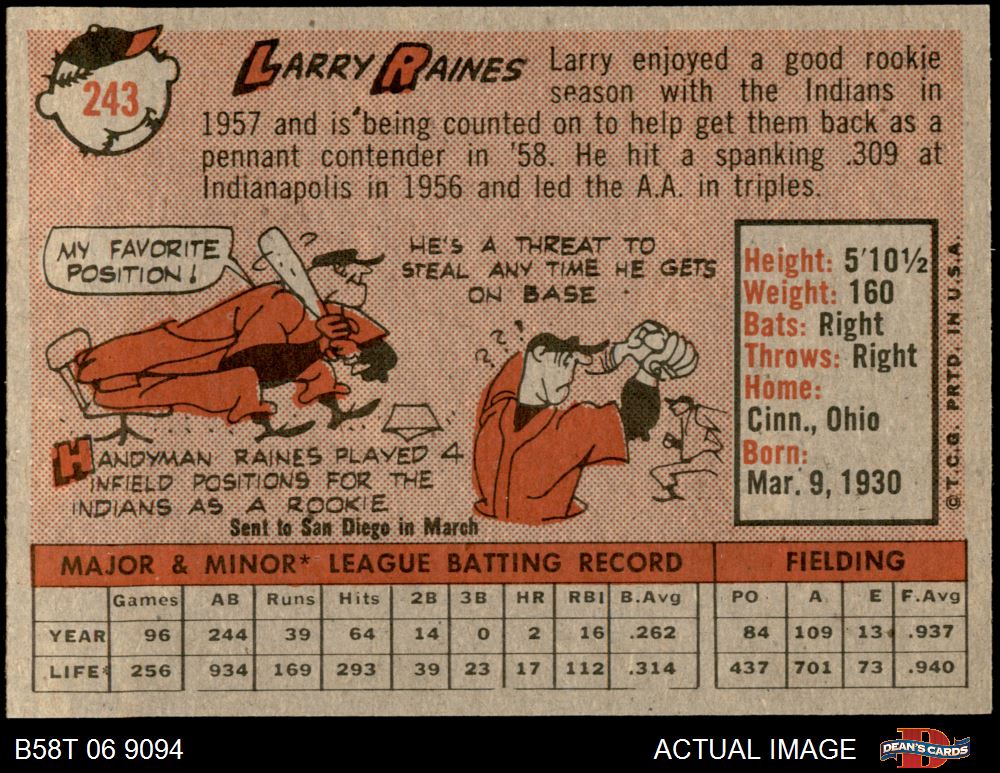 243
LARRY RAINES
Larry enjoyed a good rookie
season with the Indians in
1957 and is being counted on to help get them back as a
pennant contender in '58. He hit a spanking .309 at
Indianapolis in 1956 and led the A.A. in triples.
MY FAVORITE
POSITION!
HE'S A THREAT TO
STEAL ANY TIME HE GETS
ON BASE
?
? ? !
HANDYMAN RAINES PLAYED 4
INFIELD POSITIONS FOR THE
INDIANS AS A ROOKIE
Sent to San Diego in March
Height: 5'10½
Weight: 160
Bats: Right
Throws: Right
Home:
Cinn., Ohio
Born:
Mar. 9, 1930
© T.C.G. PRTD. IN U.S.A.
MAJOR & MINOR* LEAGUE BATTING RECORD FIELDING
Games AB Runs Hits 2B 3B HR RBI B.Avg PO A E F.Avg
YEAR 96 244 39 64 14 0 2 16 .262 84 109 13 .937
LIFE* 256 934 169 293 39 23 17 112 .314 437 701 73 .940
B58T 06 9094 ACTUAL IMAGE DEAN'S CARDS